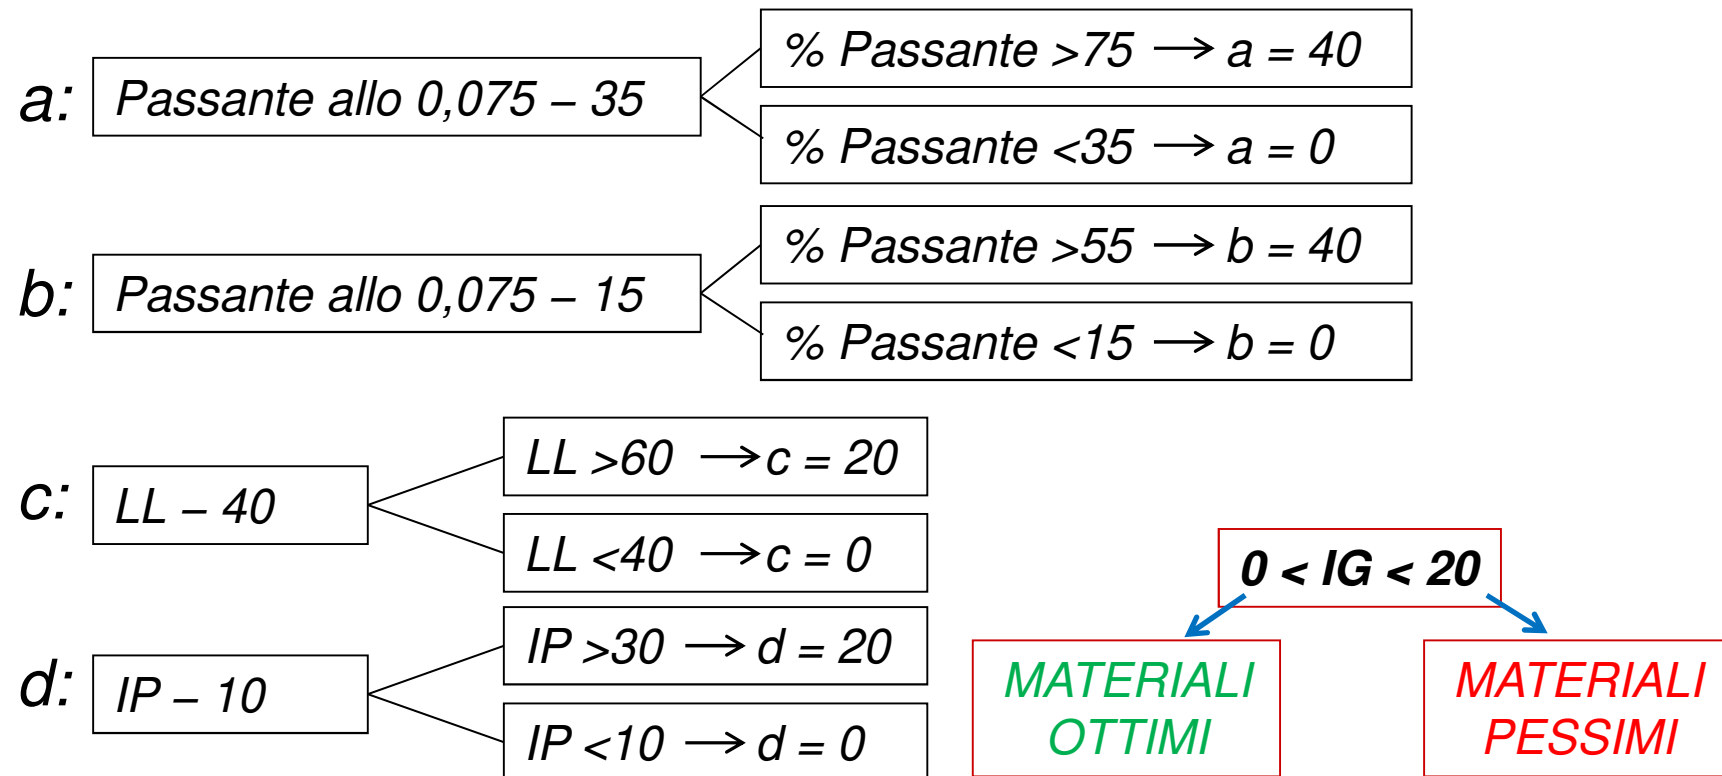 a:
Passante allo 0,075 – 35
% Passante >75 → a = 40
% Passante <35 → a = 0
b:
Passante allo 0,075 – 15
% Passante >55 → b = 40
% Passante <15 → b = 0
c:
LL – 40
LL >60 → c = 20
LL <40 → c = 0
d:
IP – 10
IP >30 → d = 20
IP <10 → d = 0
0 < IG < 20
MATERIALI
OTTIMI
MATERIALI
PESSIMI